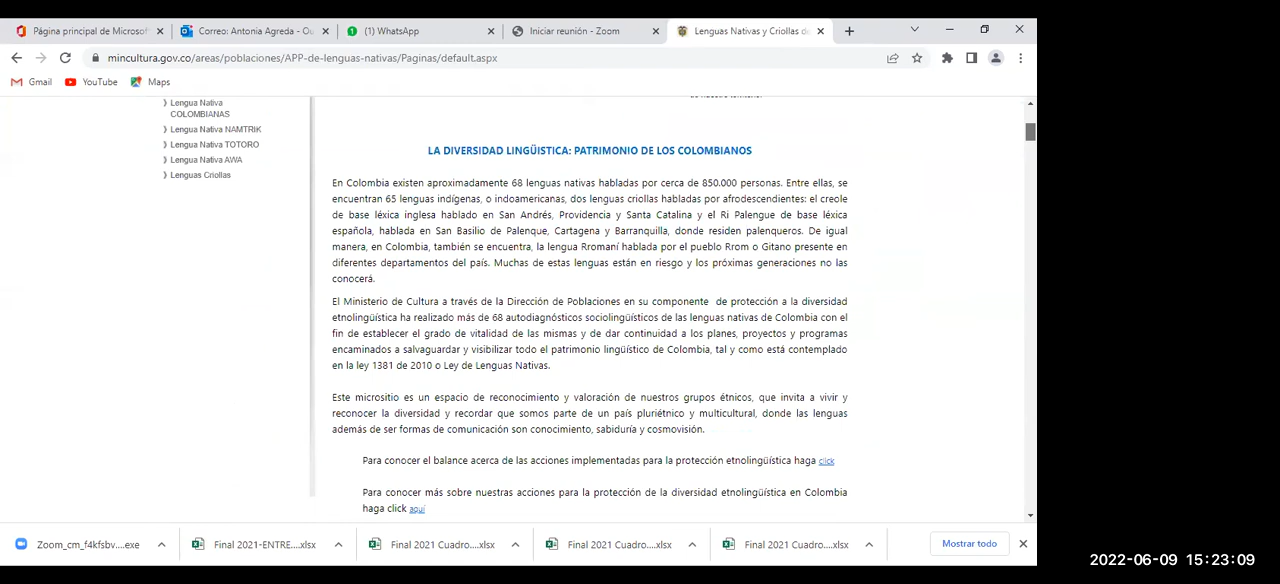 Página principal de Microsof
Correo: Antonia Agreda - Ou
(1) WhatsApp
Iniciar reunión - Zoom
Lenguas Nativas y Criollas de
mincultura.gov.co/areas/poblaciones/APP-de-lenguas-nativas/Paginas/default.aspx
Gmail
YouTube
Maps
Lengua Nativa
COLOMBIANAS
Lengua Nativa NAMTRIK
Lengua Nativa TOTORO
Lengua Nativa AWA
Lenguas Criollas
LA DIVERSIDAD LINGÜISTICA: PATRIMONIO DE LOS COLOMBIANOS
En Colombia existen aproximadamente 68 lenguas nativas habladas por cerca de 850.000 personas. Entre ellas, se
encuentran 65 lenguas indígenas, o indoamericanas, dos lenguas criollas habladas por afrodescendientes: el creole
de base léxica inglesa hablado en San Andrés, Providencia y Santa Catalina y el Ri Palengue de base léxica
española, hablada en San Basilio de Palenque, Cartagena y Barranquilla, donde residen palenqueros. De igual
manera, en Colombia, también se encuentra, la lengua Rromaní hablada por el pueblo Rrom o Gitano presente en
diferentes departamentos del país. Muchas de estas lenguas están en riesgo y los próximas generaciones no las
conocerá.
El Ministerio de Cultura a través de la Dirección de Poblaciones en su componente de protección a la diversidad
etnolingüística ha realizado más de 68 autodiagnósticos sociolingüísticos de las lenguas nativas de Colombia con el
fin de establecer el grado de vitalidad de las mismas y de dar continuidad a los planes, proyectos y programas
encaminados a salvaguardar y visibilizar todo el patrimonio lingüístico de Colombia, tal y como está contemplado
en la ley 1381 de 2010 o Ley de Lenguas Nativas.
Este micrositio es un espacio de reconocimiento y valoración de nuestros grupos étnicos, que invita a vivir y
reconocer la diversidad y recordar que somos parte de un país pluriétnico y multicultural, donde las lenguas
además de ser formas de comunicación son conocimiento, sabiduría y cosmovisión.
Para conocer el balance acerca de las acciones implementadas para la protección etnolingüística haga click
Para conocer más sobre nuestras acciones para la protección de la diversidad etnolingüística en Colombia
haga click aquí
Zoom_cm_f4kfsbv....exe
Final 2021-ENTRE....xlsx
Final 2021 Cuadro....xlsx
Final 2021 Cuadro....xlsx
Final 2021 Cuadro....xlsx
Mostrar todo
2022-06-09 15:23:09